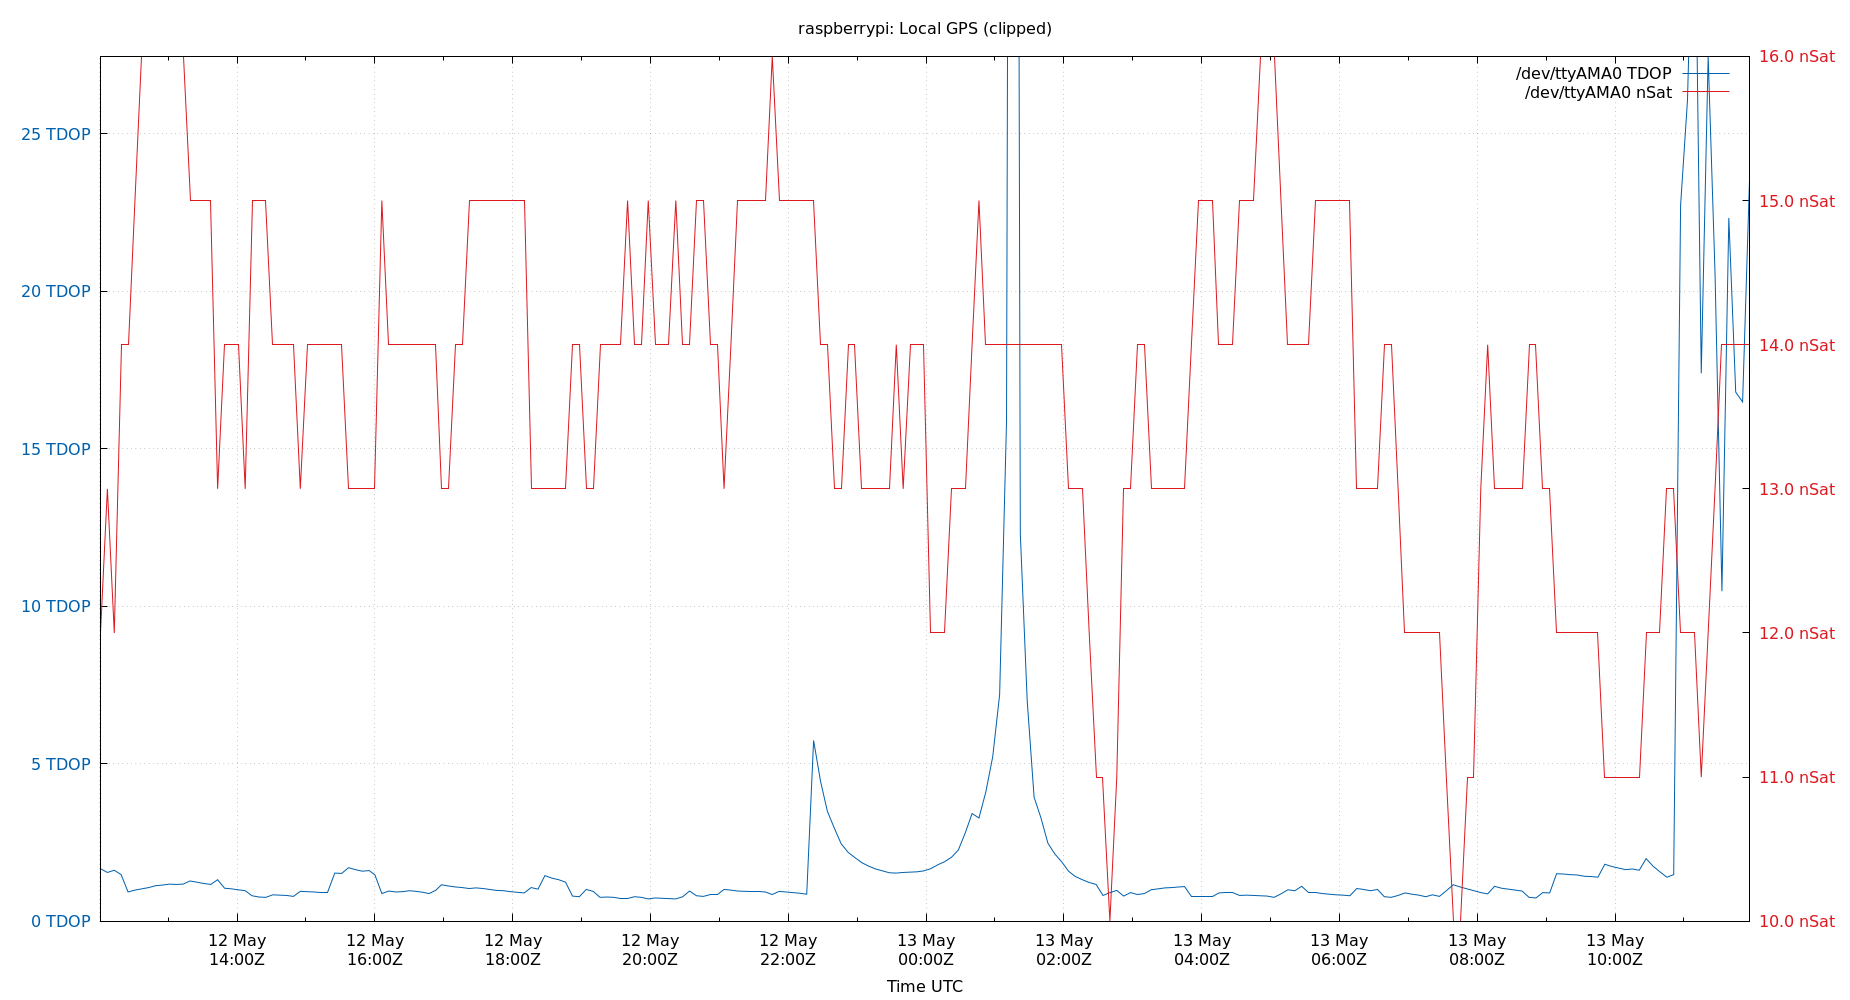 raspberrypi: Local GPS (clipped)
/dev/ttyAMA0 TDOP
/dev/ttyAMA0 nSat
25 TDOP
20 TDOP
15 TDOP
10 TDOP
5 TDOP
0 TDOP
16.0 nSat
15.0 nSat
14.0 nSat
13.0 nSat
12.0 nSat
11.0 nSat
10.0 nSat
12 May
14:00Z
12 May
16:00Z
12 May
18:00Z
12 May
20:00Z
12 May
22:00Z
13 May
00:00Z
13 May
02:00Z
13 May
04:00Z
13 May
06:00Z
13 May
08:00Z
13 May
10:00Z
Time UTC